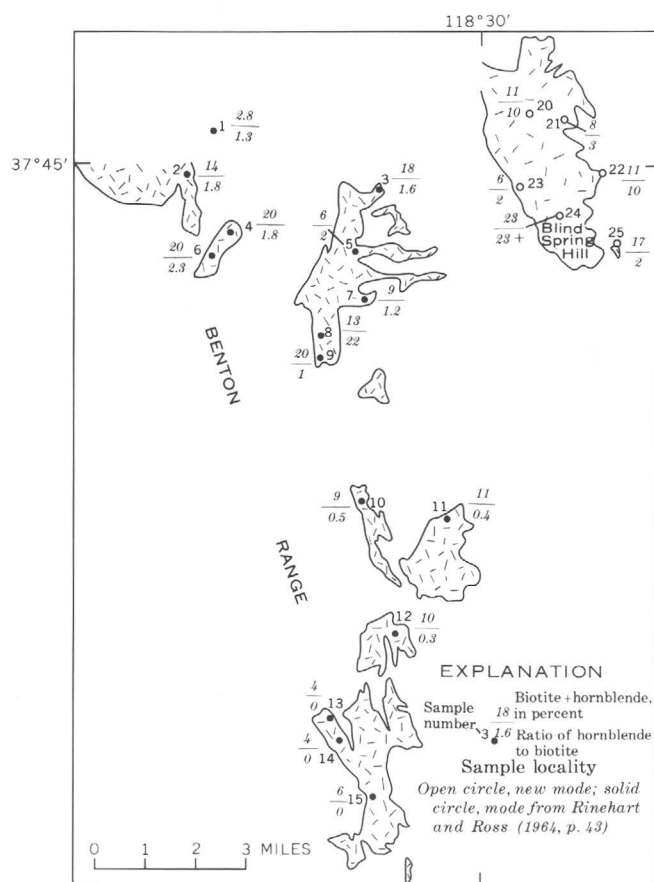 118°30'
37°45'
1 2.8/1.3
2 14/1.8
3 18/1.6
4 20/1.8
6 20/2.3
5 6/2
7 9/1.2
8 13/22
9 20/1
20 11/10
21 8/3
22 11/10
23 6/2
24 23/23+
Blind
Spring
Hill
25 17/2
BENTON
RANGE
10 9/0.5
11 11/0.4
12 10/0.3
13 4/0
14 4/0
15 6/0
EXPLANATION
Sample number
3 18/1.6
Biotite+hornblende, in percent
Ratio of hornblende to biotite
Sample locality
Open circle, new mode; solid
circle, mode from Rinehart
and Ross (1964, p. 43)
0 2 3 MILES